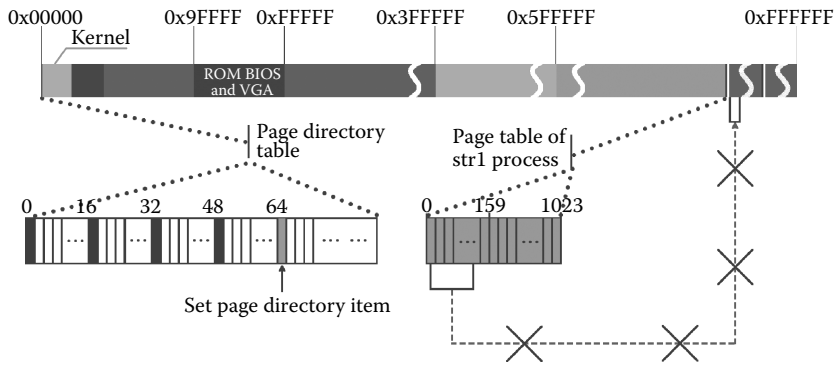 0x00000 0x9FFFF 0xFFFFF 0x3FFFFF 0x5FFFFF 0xFFFFFF
Kernel
ROM BIOS
and VGA
Page directory
table
Page table of
str1 process
0 16 32 48 64
0 159 1023
... ... ... ... ... ...
... ...
Set page directory item